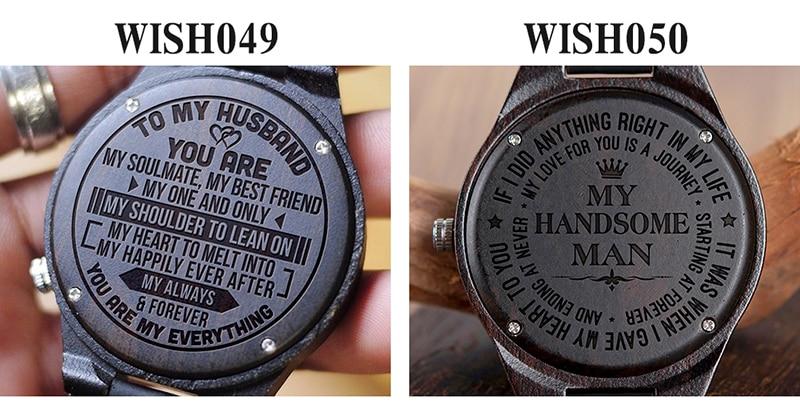 WISH049
TO MY HUSBAND
YOU ARE
MY SOULMATE, MY BEST FRIEND
MY ONE AND ONLY
MY SHOULDER TO LEAN ON
MY HEART TO MELT INTO
MY HAPPILY EVER AFTER
MY ALWAYS
& FOREVER
YOU ARE MY EVERYTHING
WISH050
IF I DID ANYTHING RIGHT IN MY LIFE ★ IT WAS WHEN I GAVE MY HEART TO YOU ★
MY LOVE FOR YOU IS A JOURNEY ★ STARTING AT FOREVER ★ AND ENDING AT NEVER ★
MY
HANDSOME
MAN